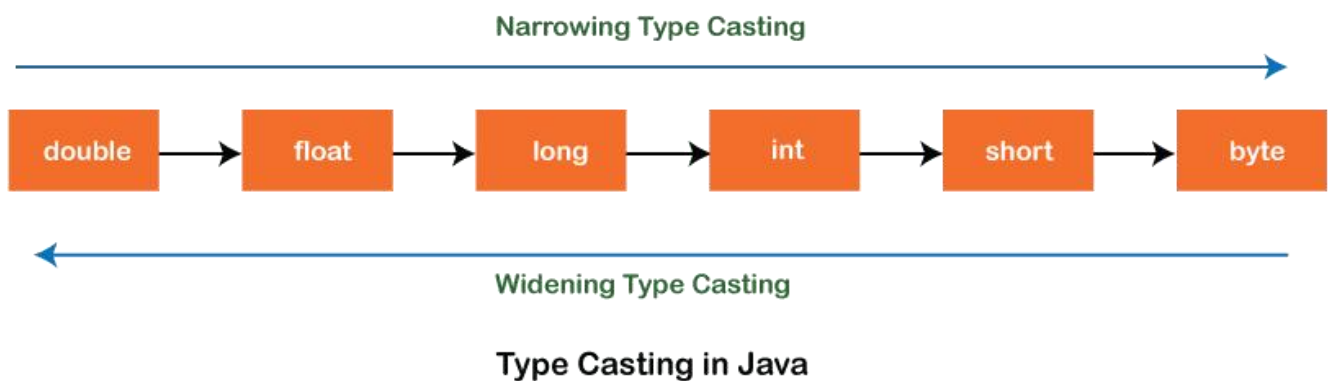 Narrowing Type Casting
double float long int short byte
Widening Type Casting
Type Casting in Java